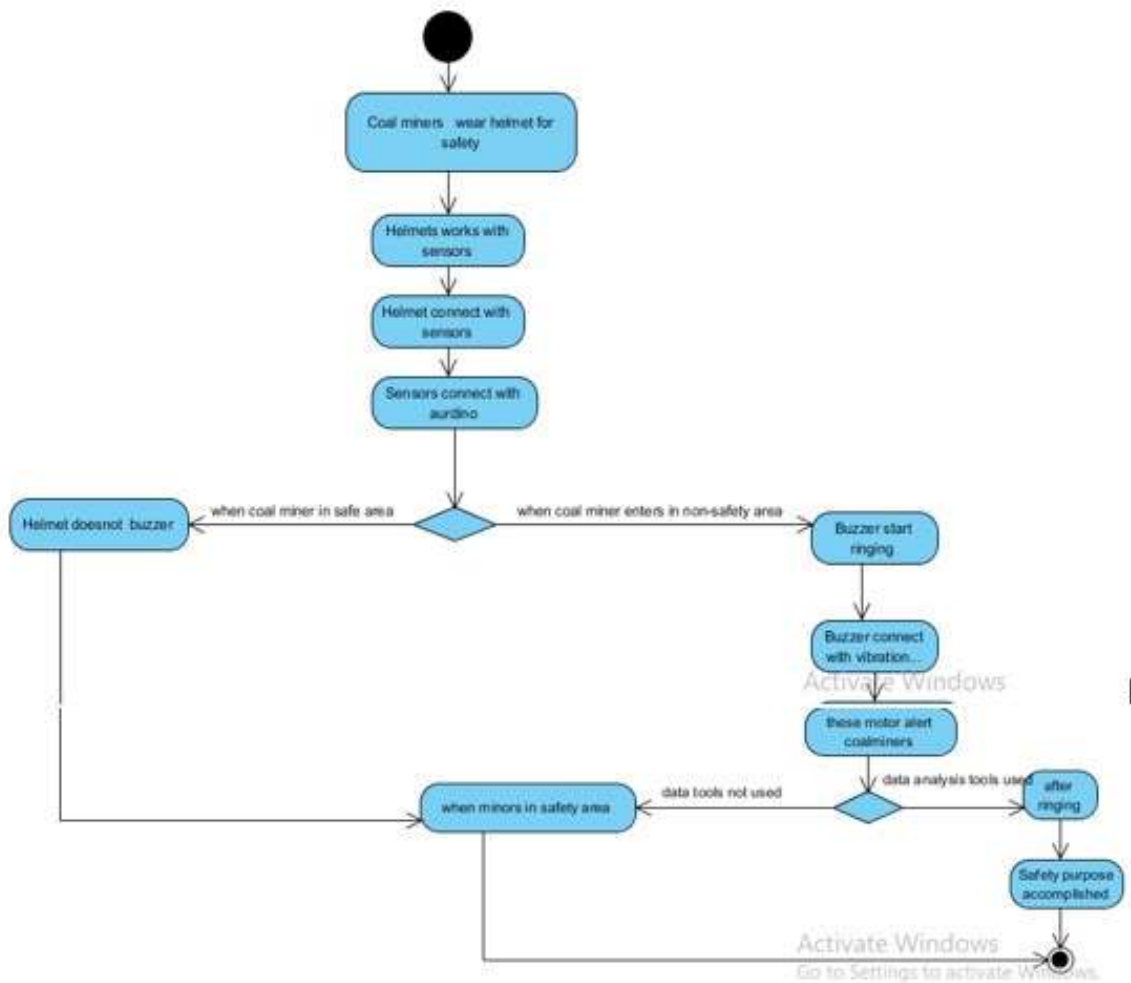 Coal miners wear helmet for
safety
Helmets works with
sensors
Helmet connect with
sensors
Sensors connect with
aurdino
Helmet doesnot buzzer
when coal miner in safe area
when coal miner enters in non-safety area
Buzzer start
ringing
Buzzer connect
with vibration...
Activate Windows
these motor alert
coalminers
data analysis tools used
after
ringing
data tools not used
when minors in safety area
Safety purpose
accomplished
Activate Windows
Go to Settings to activate Windows.